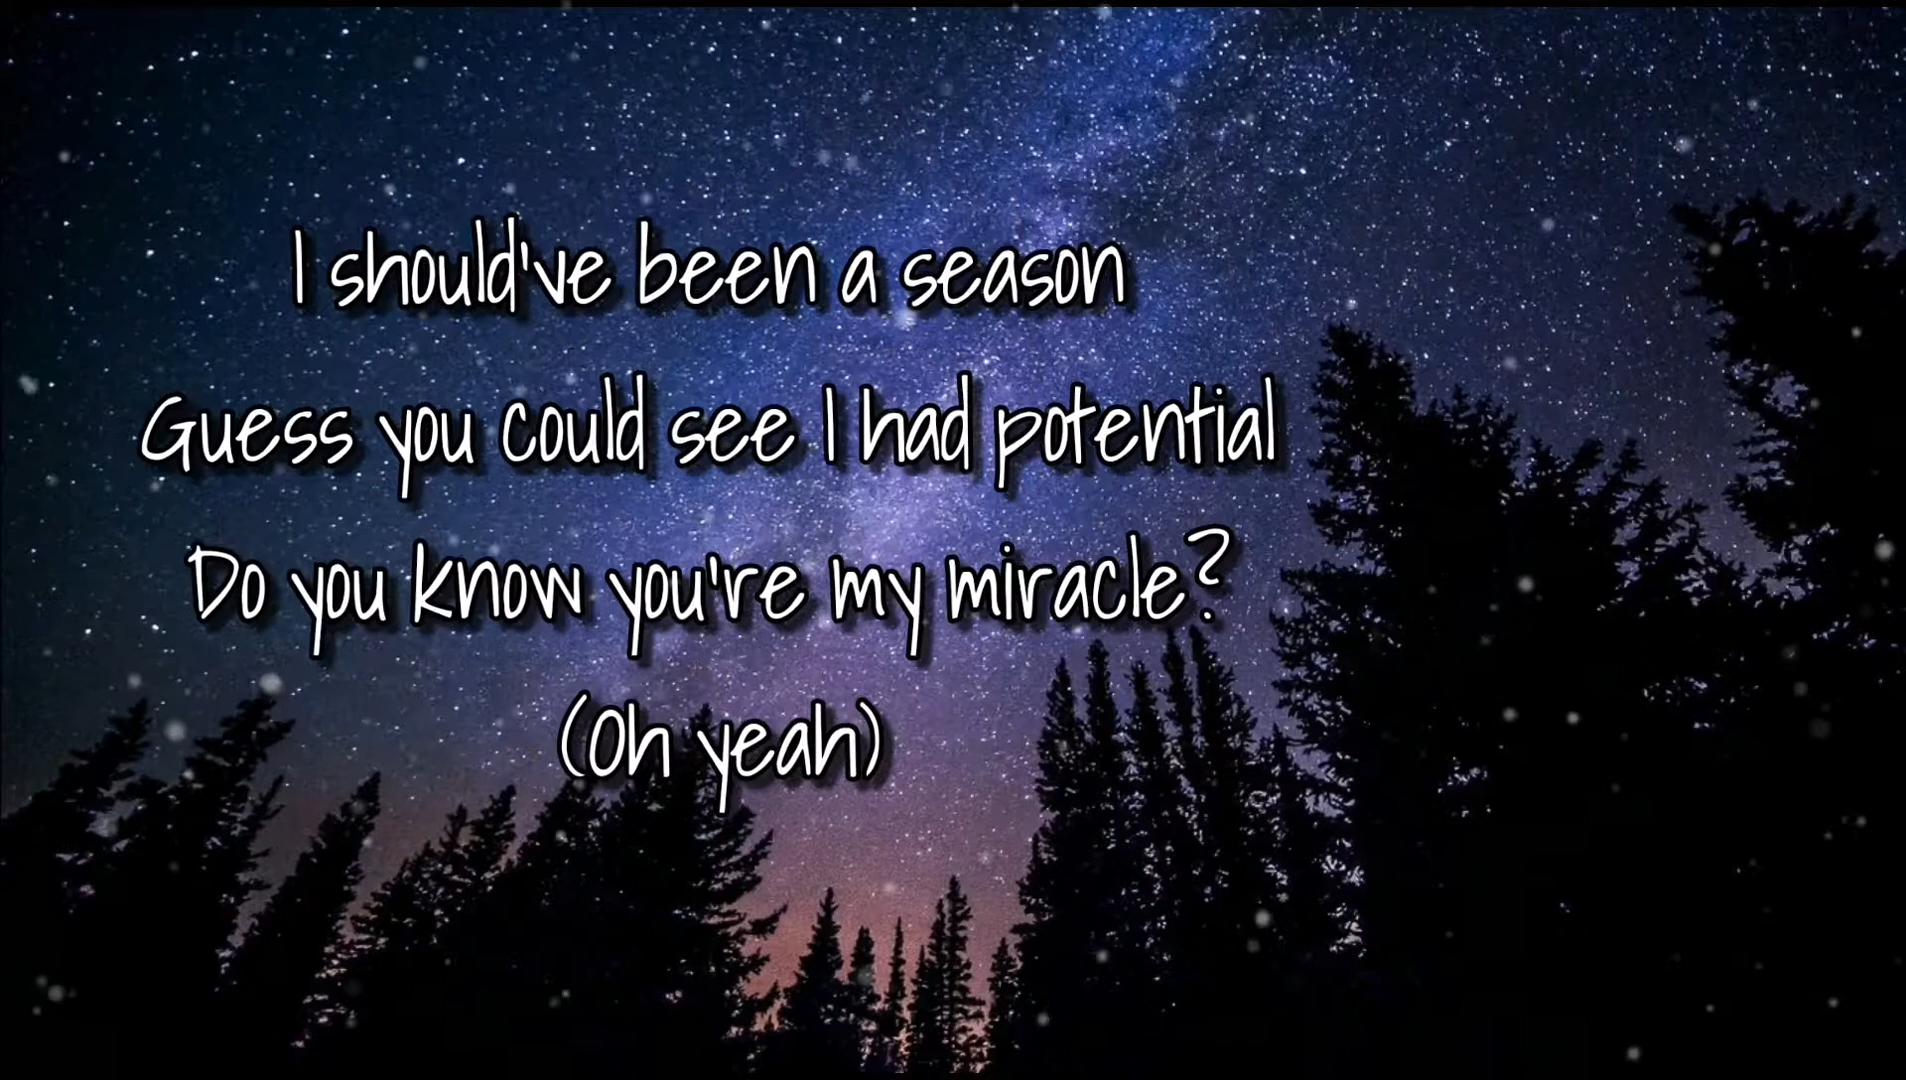 I should've been a season
Guess you could see I had potential
Do you know you're my miracle?
(Oh yeah)